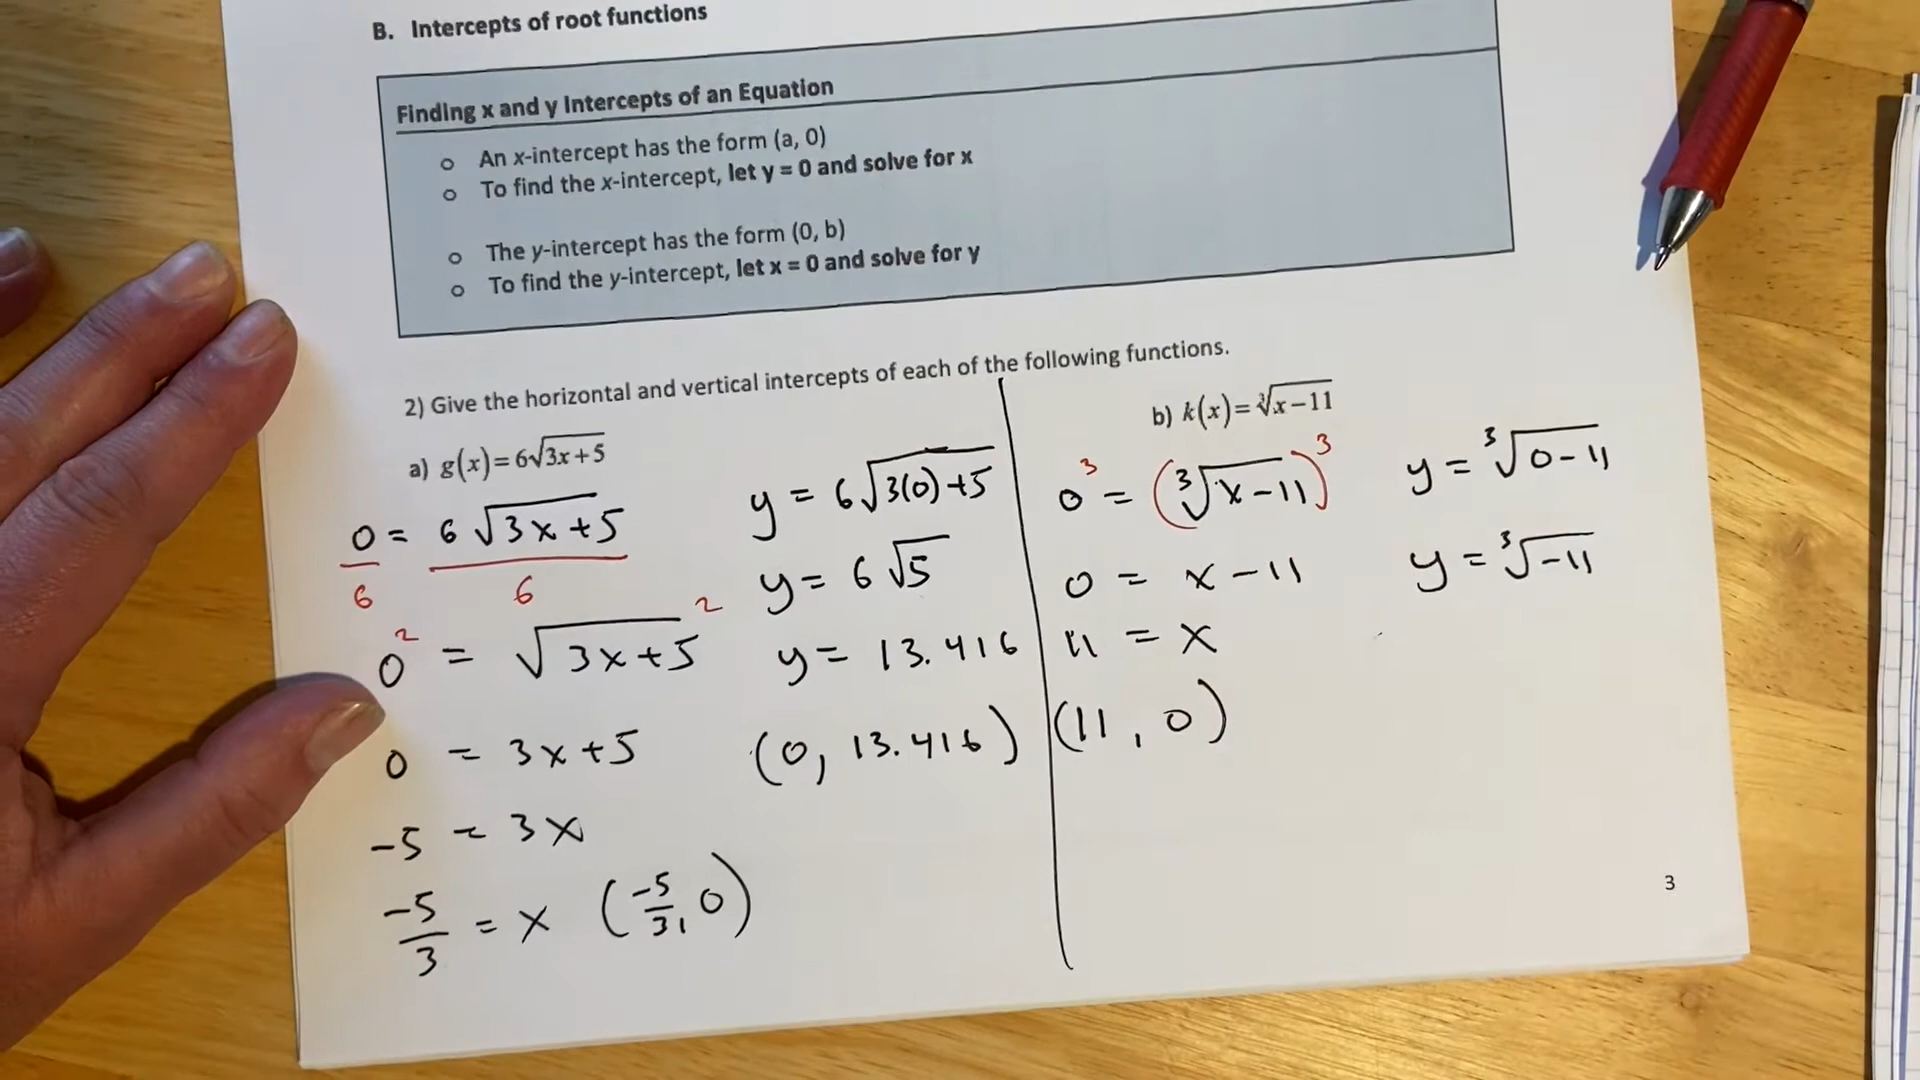 B. Intercepts of root functions
Finding x and y Intercepts of an Equation
o An x-intercept has the form (a, 0)
o To find the x-intercept, let y = 0 and solve for x
o The y-intercept has the form (0, b)
o To find the y-intercept, let x = 0 and solve for y
2) Give the horizontal and vertical intercepts of each of the following functions.
a) g(x)=6√3x+5
0 = 6√3x+5
6 6
0² = √3x+5²
0 = 3x+5
-5 = 3x
-5/3 = x (-5/3, 0)
y = 6√3(0)+5
y = 6√5
y = 13.416
(0, 13.416)
b) k(x)=∛x-11
0³ = (∛x-11)³
0 = x-11
11 = x
(11, 0)
y = ∛0-11
y = ∛-11
3